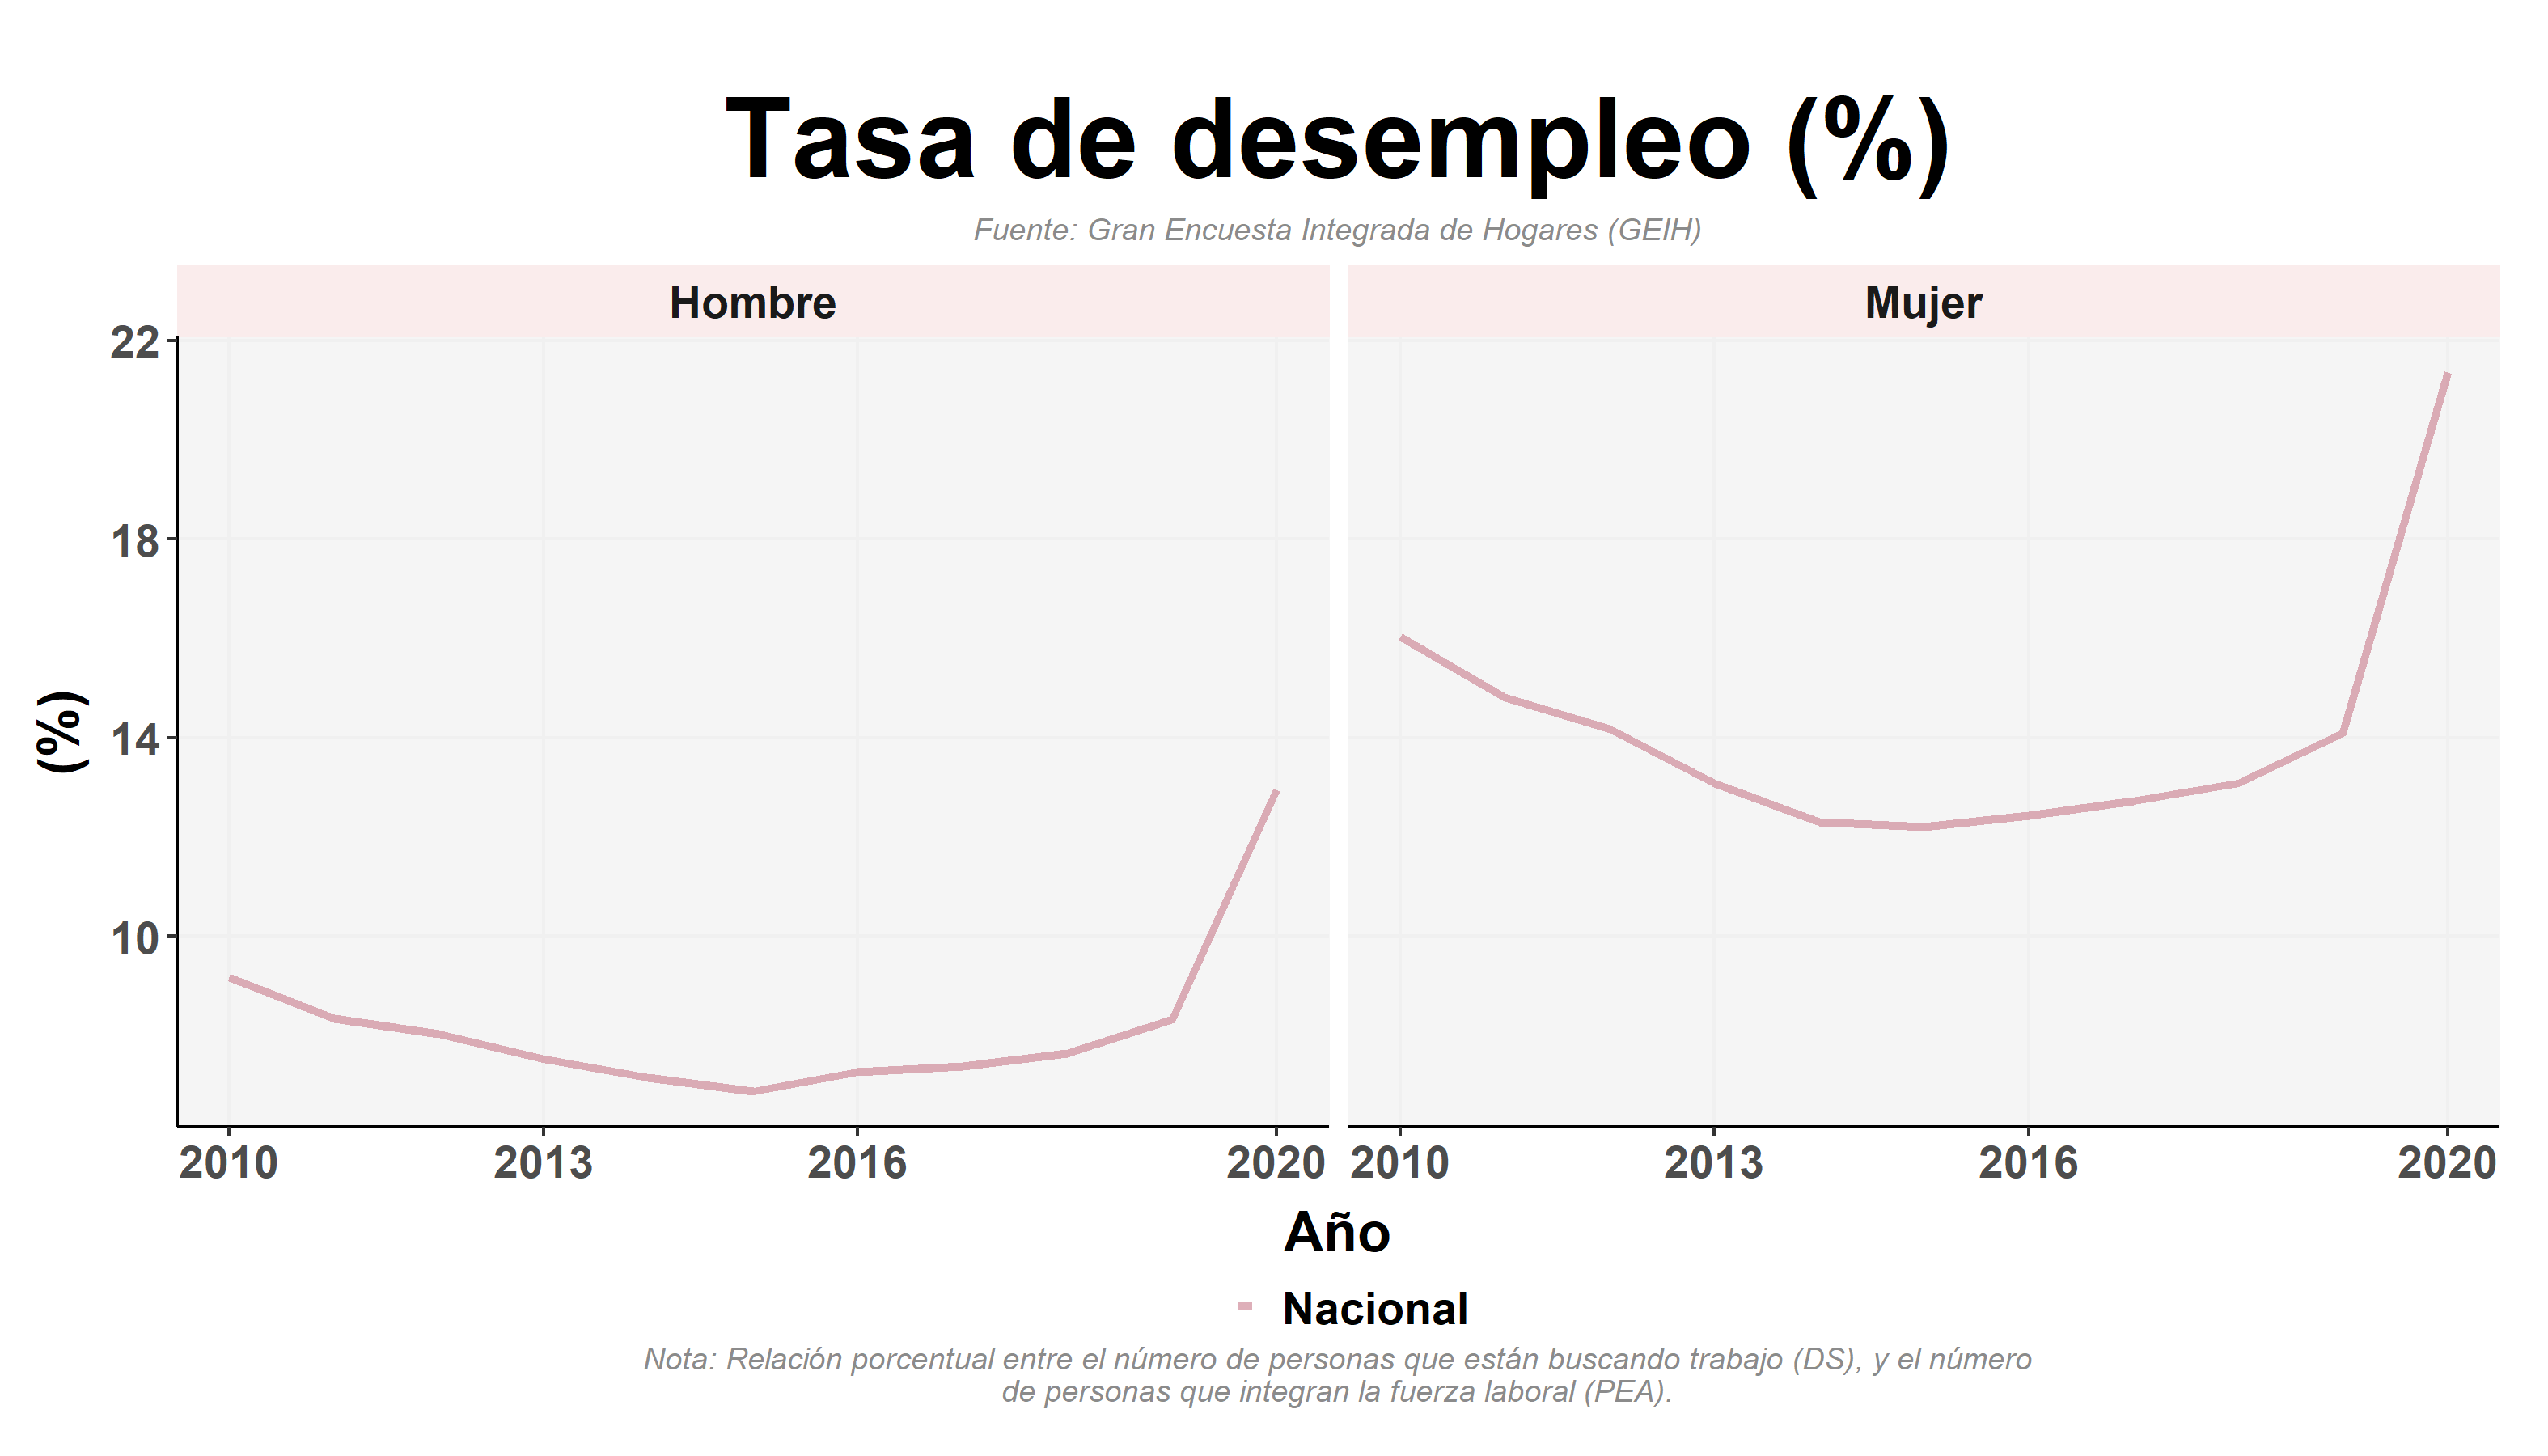 Tasa de desempleo (%)
Fuente: Gran Encuesta Integrada de Hogares (GEIH)
Hombre
Mujer
22
18
14
10
(%)
2010
2013
2016
2020
2010
2013
2016
2020
Año
Nacional
Nota: Relación porcentual entre el número de personas que están buscando trabajo (DS), y el número
de personas que integran la fuerza laboral (PEA).